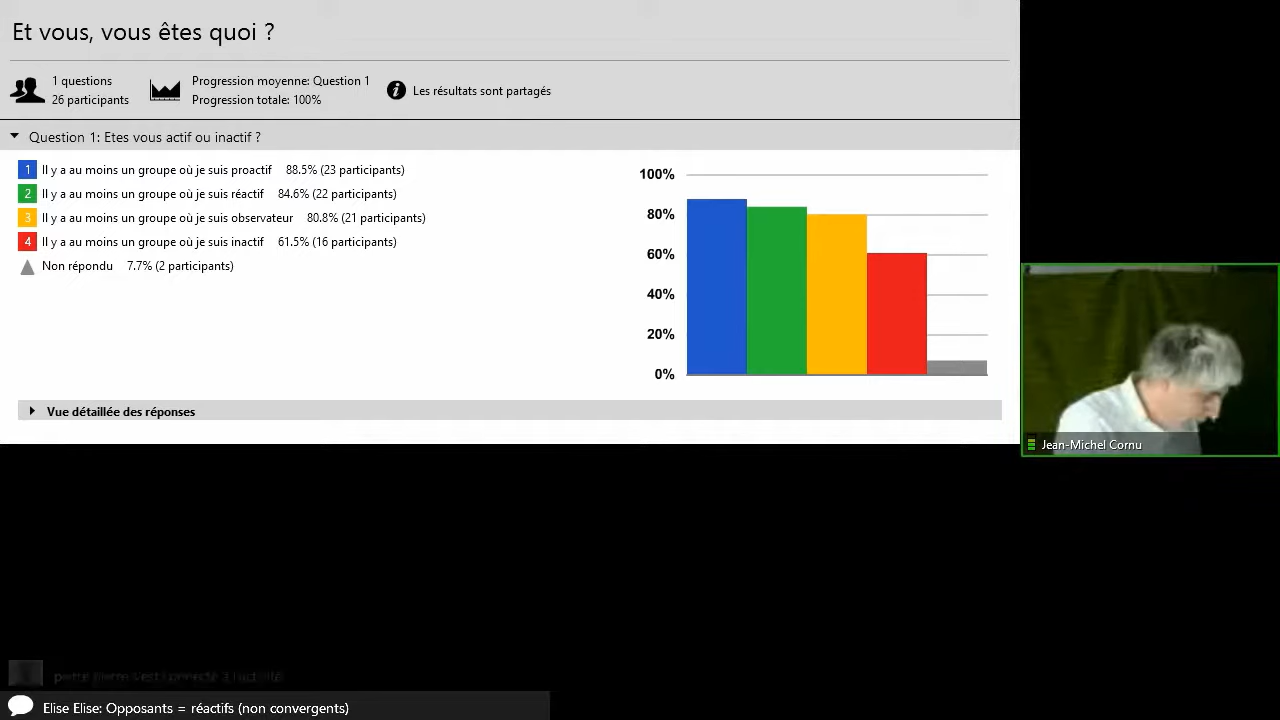 Et vous, vous êtes quoi ?
1 questions
26 participants
Progression moyenne: Question 1
Progression totale: 100%
Les résultats sont partagés
Question 1: Etes vous actif ou inactif ?
1 Il y a au moins un groupe où je suis proactif 88.5% (23 participants)
2 Il y a au moins un groupe où je suis réactif 84.6% (22 participants)
3 Il y a au moins un groupe où je suis observateur 80.8% (21 participants)
4 Il y a au moins un groupe où je suis inactif 61.5% (16 participants)
Non répondu 7.7% (2 participants)
100%
80%
60%
40%
20%
0%
Vue détaillée des réponses
Jean-Michel Cornu
Elise Elise: Opposants = réactifs (non convergents)